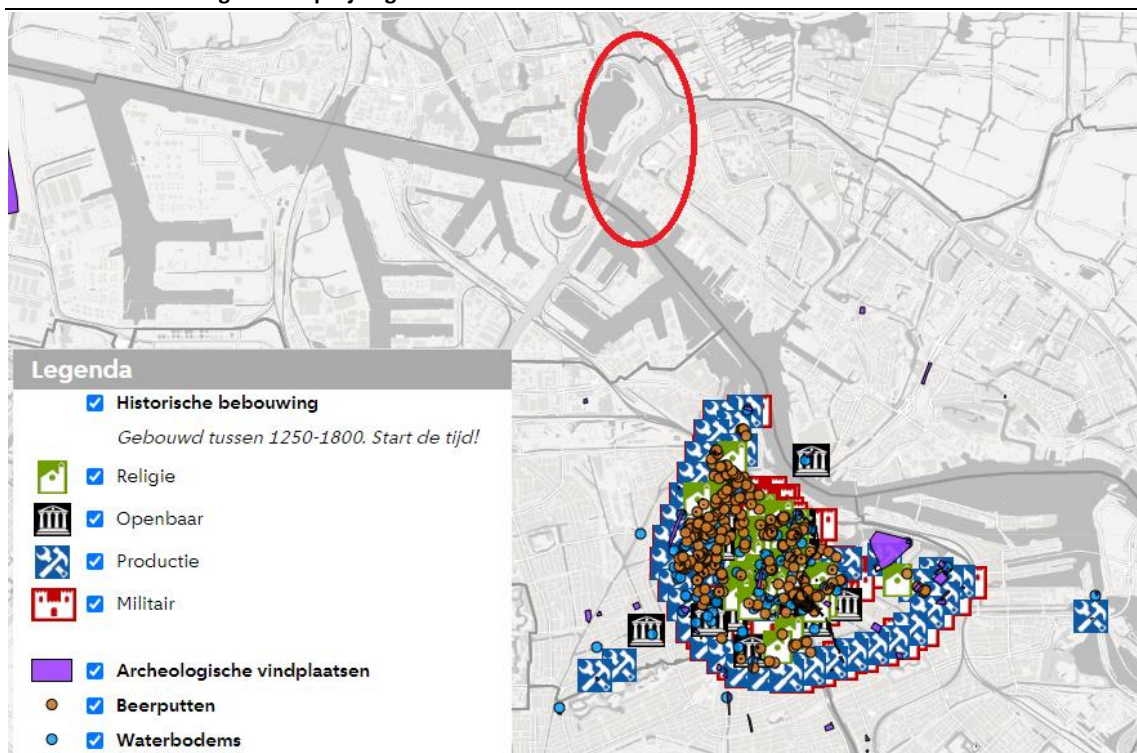 Legenda
Historische bebouwing
Gebouwd tussen 1250-1800. Start de tijd!
Religie
Openbaar
Productie
Militair
Archeologische vindplaatsen
Beerputten
Waterbodems